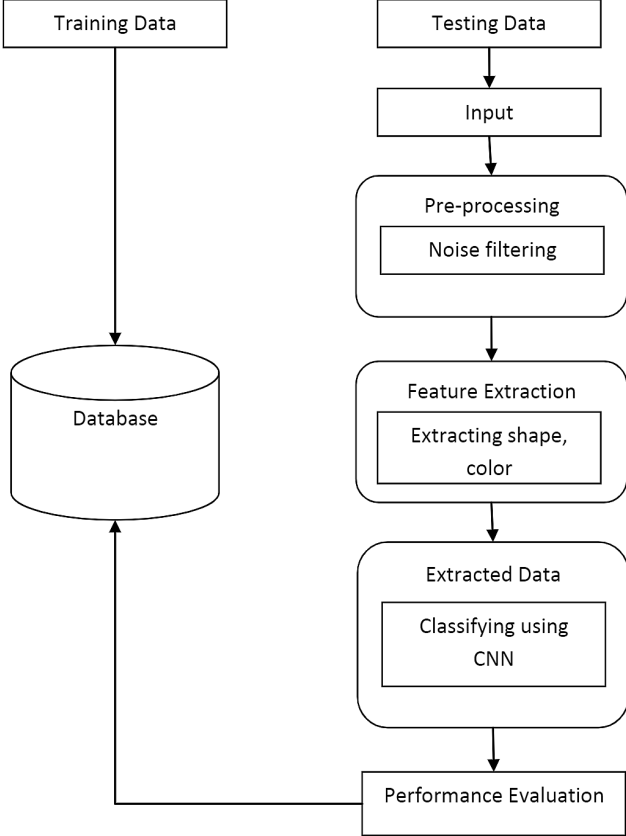 Training Data
Testing Data
Input
Pre-processing
Noise filtering
Database
Feature Extraction
Extracting shape,
color
Extracted Data
Classifying using
CNN
Performance Evaluation